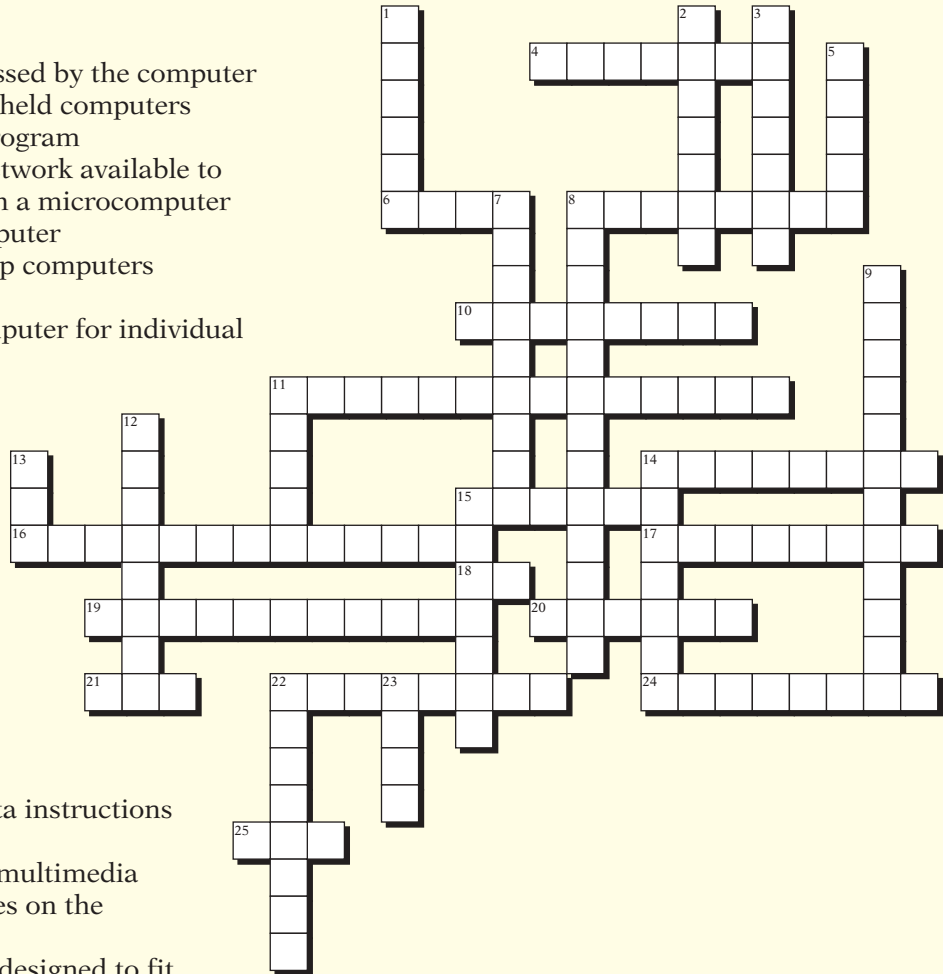 1 2 3
4 5
ssed by the computer
held computers
rogram
twork available to
n a microcomputer
puter
p computers
puter for individual
6 7 8
9
10
11
12
13 14
15
16 17
18
19 20
21 22 23 24
25
ta instructions
multimedia
es on the
designed to fit